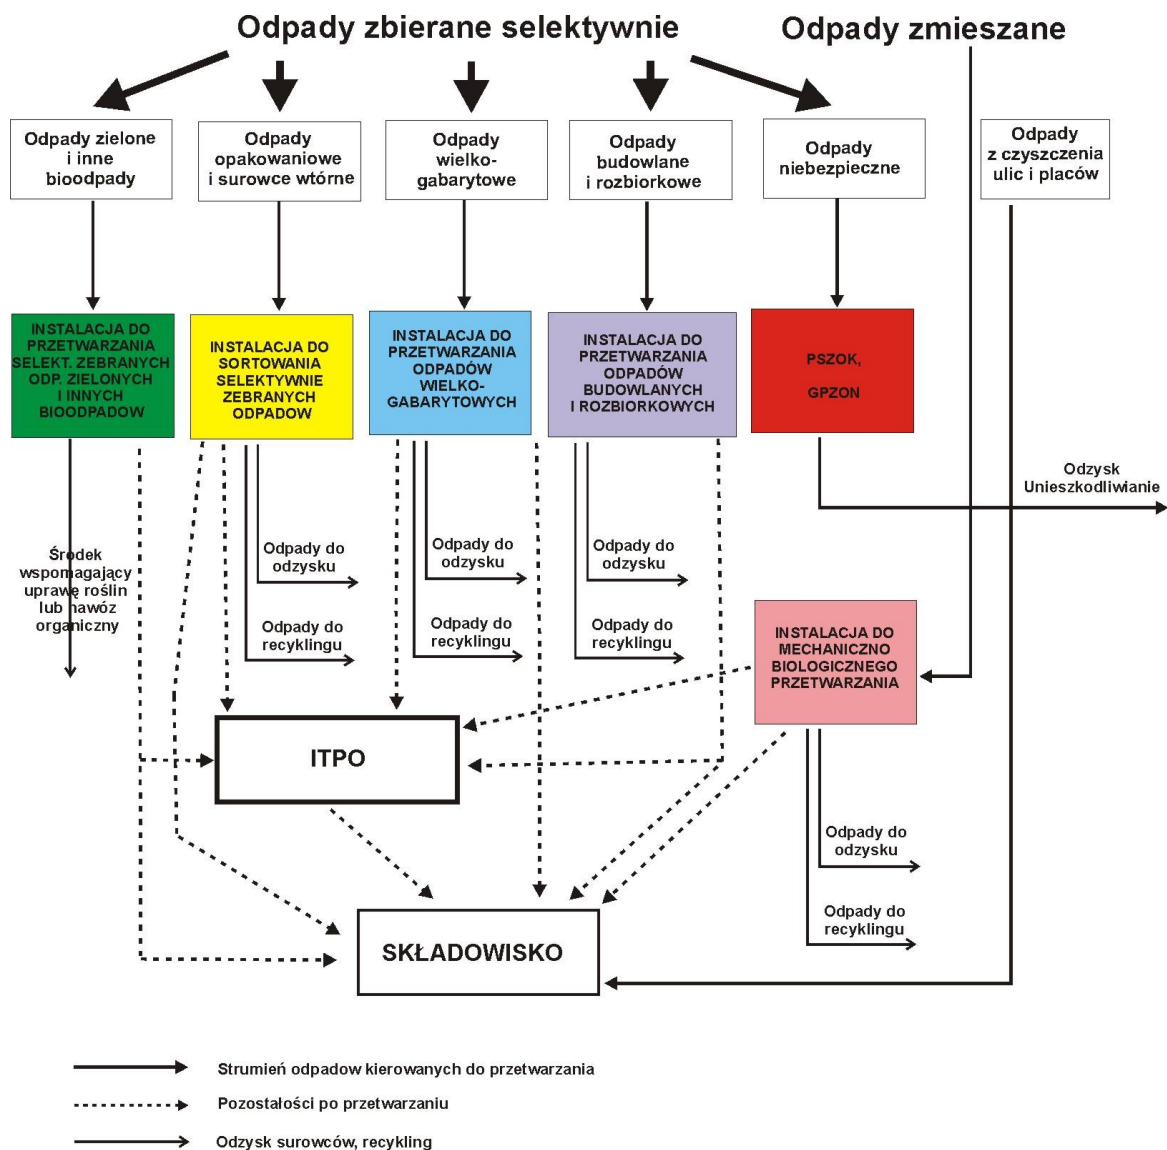 Odpady zbierane selektywnie
Odpady zmieszane
Odpady zielone
i inne
bioodpady
Odpady
opakowaniowe
i surowce wtórne
Odpady
wielko-
gabarytowe
Odpady
budowlane
i rozbiorkowe
Odpady
niebezpieczne
Odpady
z czyszczenia
ulic i placów
INSTALACJA DO
PRZETWARZANIA
SELEKT. ZEBRANYCH
ODP. ZIELONYCH
I INNYCH
BIOODPADOW
INSTALACJA DO
SORTOWANIA
SELEKTYWNIE
ZEBRANYCH
ODPADOW
INSTALACJA DO
PRZETWARZANIA
ODPADÓW
WIELKO-
GABARYTOWYCH
INSTALACJA DO
PRZETWARZANIA
ODPADÓW
BUDOWLANYCH
I ROZBIORKOWYCH
PSZOK,
GPZON
Odzysk
Unieszkodliwianie
Środek
wspomagający
uprawę roślin
lub nawóz
organiczny
Odpady do
odzysku
Odpady do
recyklingu
Odpady do
odzysku
Odpady do
recyklingu
Odpady do
odzysku
Odpady do
recyklingu
INSTALACJA DO
MECHANICZNO
BIOLOGICZNEGO
PRZETWARZANIA
ITPO
Odpady do
odzysku
Odpady do
recyklingu
SKŁADOWISKO
Strumień odpadow kierowanych do przetwarzania
Pozostałości po przetwarzaniu
Odzysk surowców, recykling